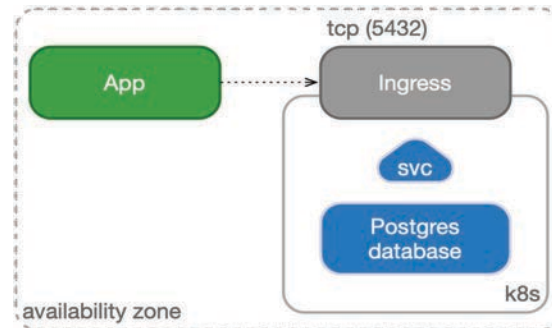 tcp (5432)
App
Ingress
svc
Postgres
database
k8s
availability zone